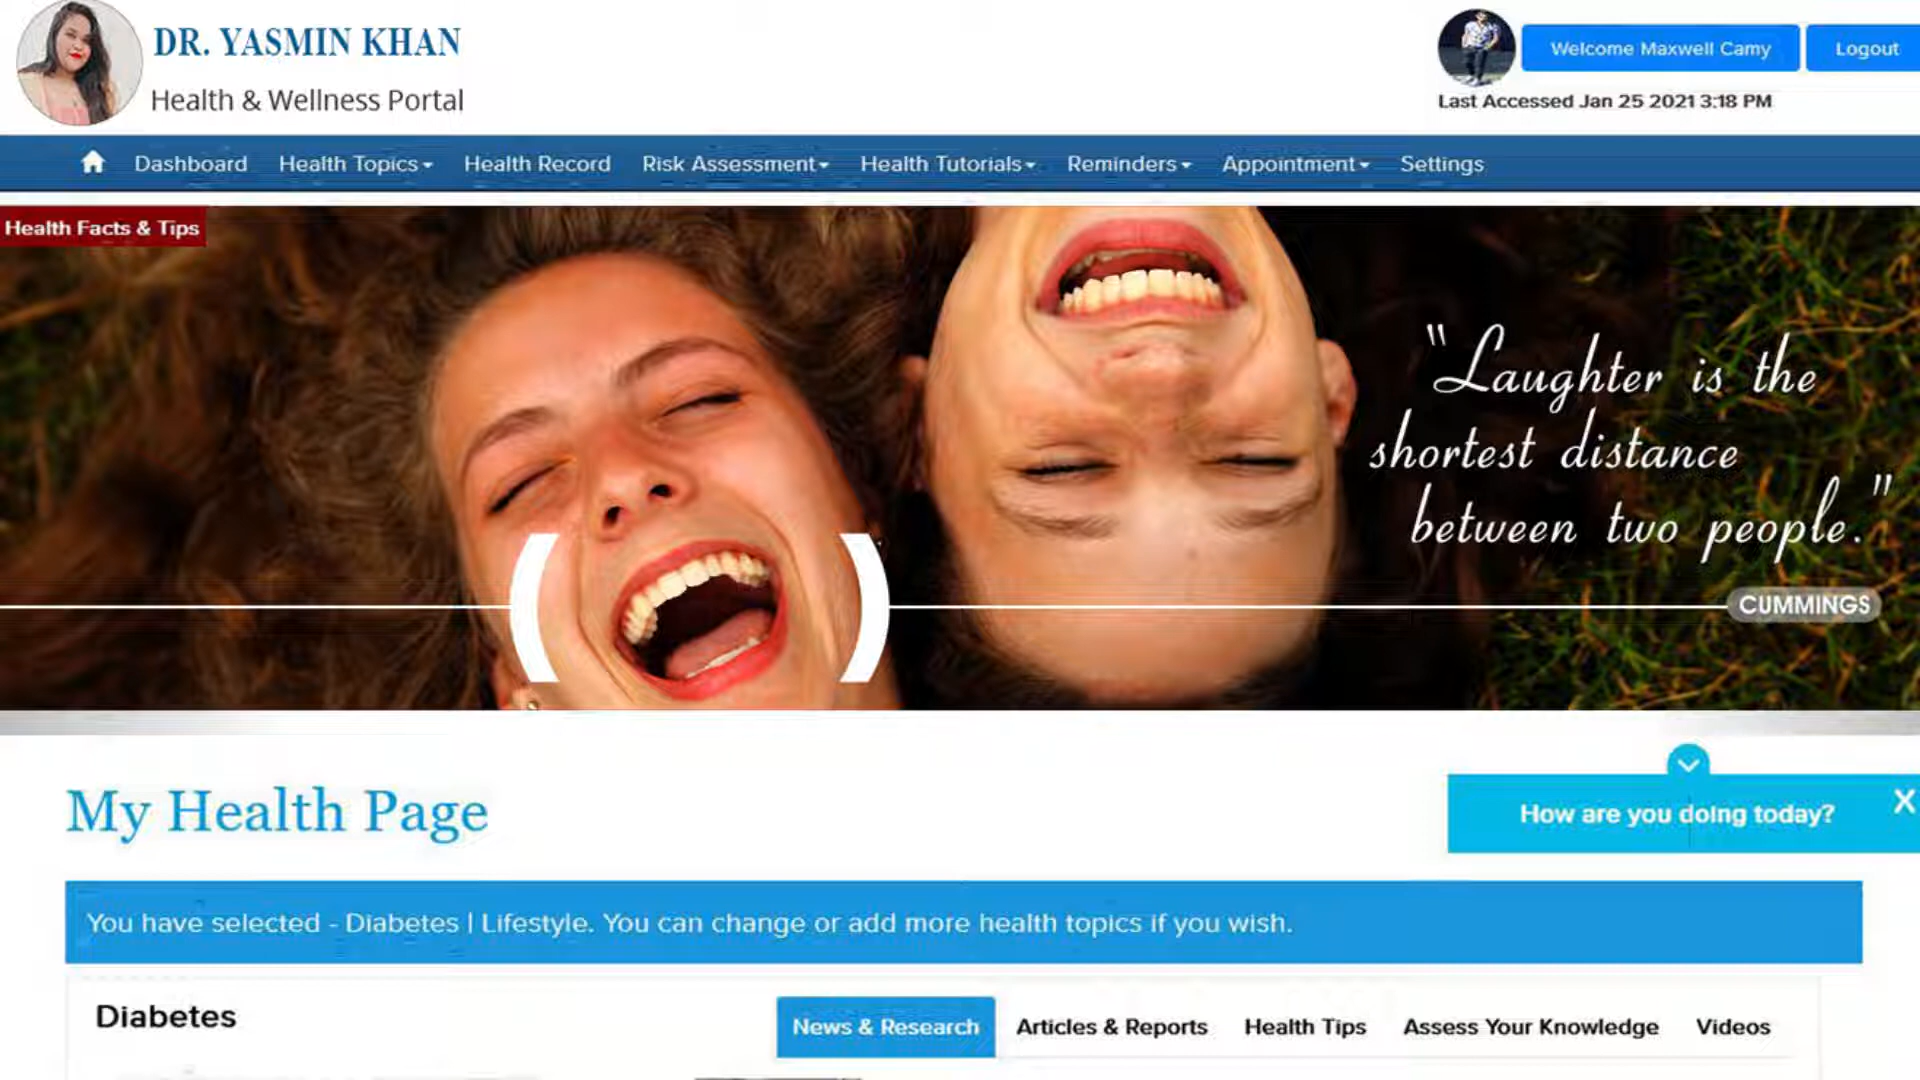 DR. YASMIN KHAN
Health & Wellness Portal
Welcome Maxwell Camy
Logout
Last Accessed Jan 25 2021 3:18 PM
Dashboard
Health Topics
Health Record
Risk Assessment
Health Tutorials
Reminders
Appointment
Settings
Health Facts & Tips
"Laughter is the
shortest distance
between two people."
CUMMINGS
My Health Page
How are you doing today?
X
You have selected - Diabetes | Lifestyle. You can change or add more health topics if you wish.
Diabetes
News & Research
Articles & Reports
Health Tips
Assess Your Knowledge
Videos